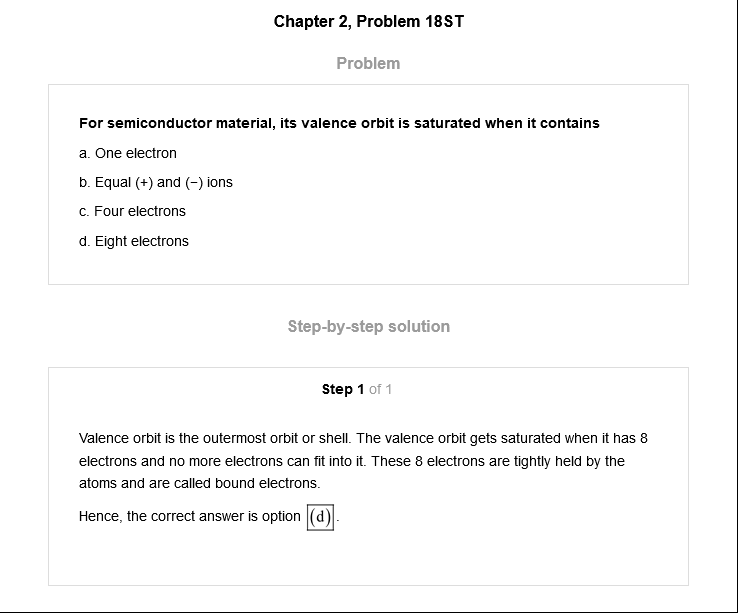 Chapter 2, Problem 18ST
Problem
For semiconductor material, its valence orbit is saturated when it contains
a. One electron
b. Equal (+) and (−) ions
c. Four electrons
d. Eight electrons
Step-by-step solution
Step 1 of 1
Valence orbit is the outermost orbit or shell. The valence orbit gets saturated when it has 8
electrons and no more electrons can fit into it. These 8 electrons are tightly held by the
atoms and are called bound electrons.
Hence, the correct answer is option (d).